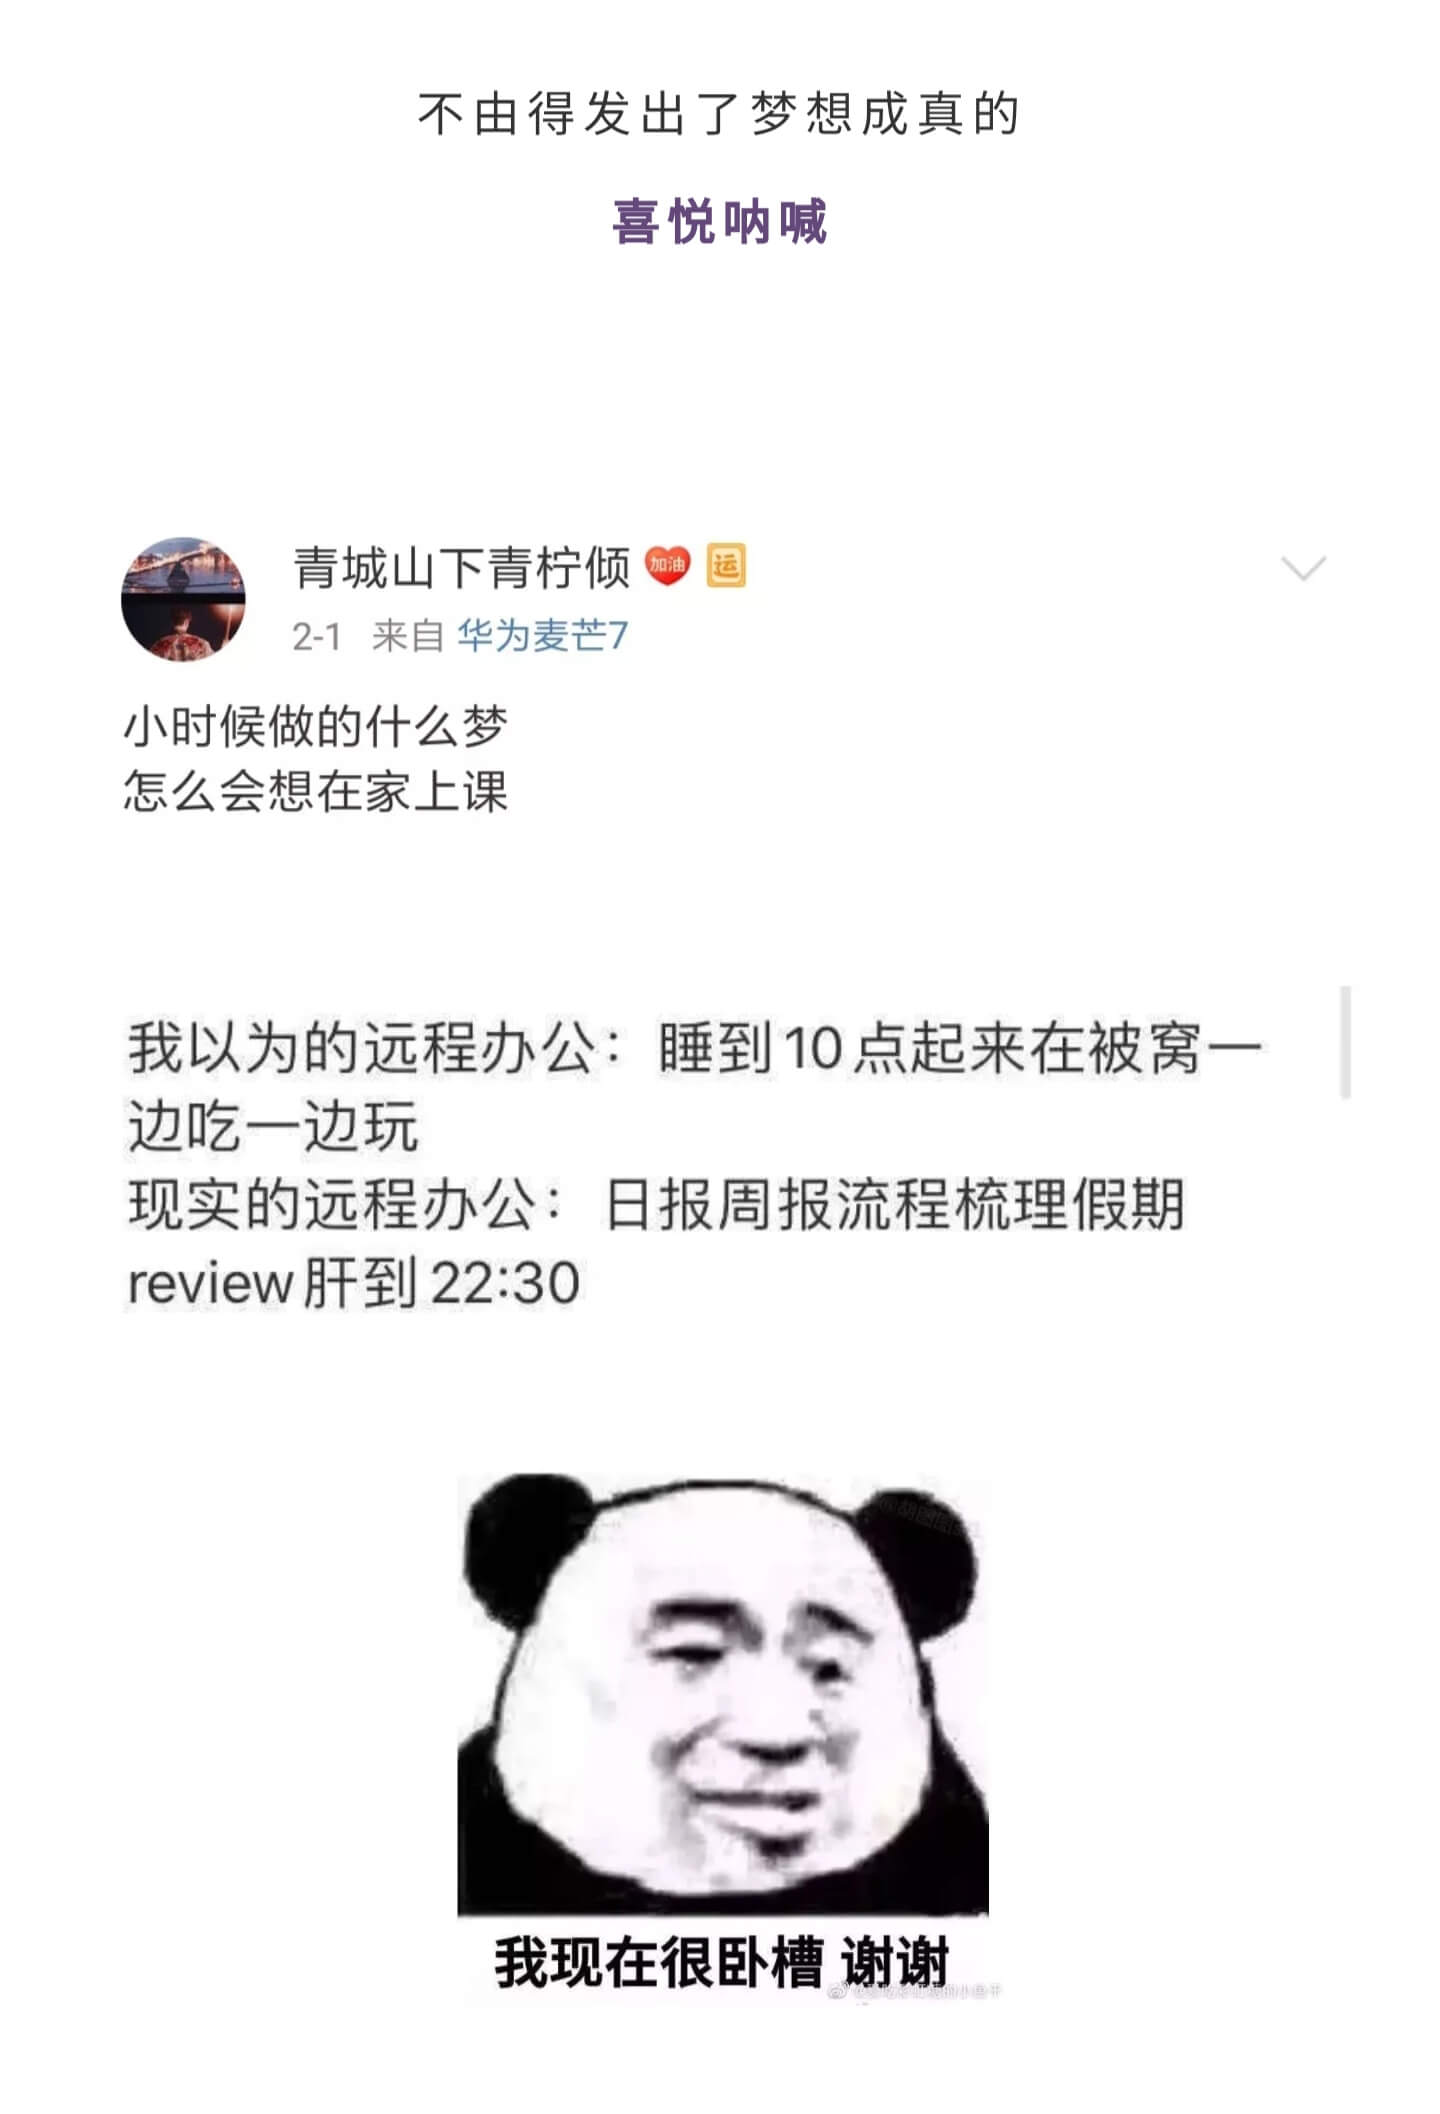 不由得发出了梦想成真的
喜悦呐喊
青城山下青柠倾 加油 运
2-1 来自 华为麦芒7
小时候做的什么梦
怎么会想在家上课
我以为的远程办公：睡到10点起来在被窝一
边吃一边玩
现实的远程办公：日报周报流程梳理假期
review肝到22:30
我现在很卧槽 谢谢